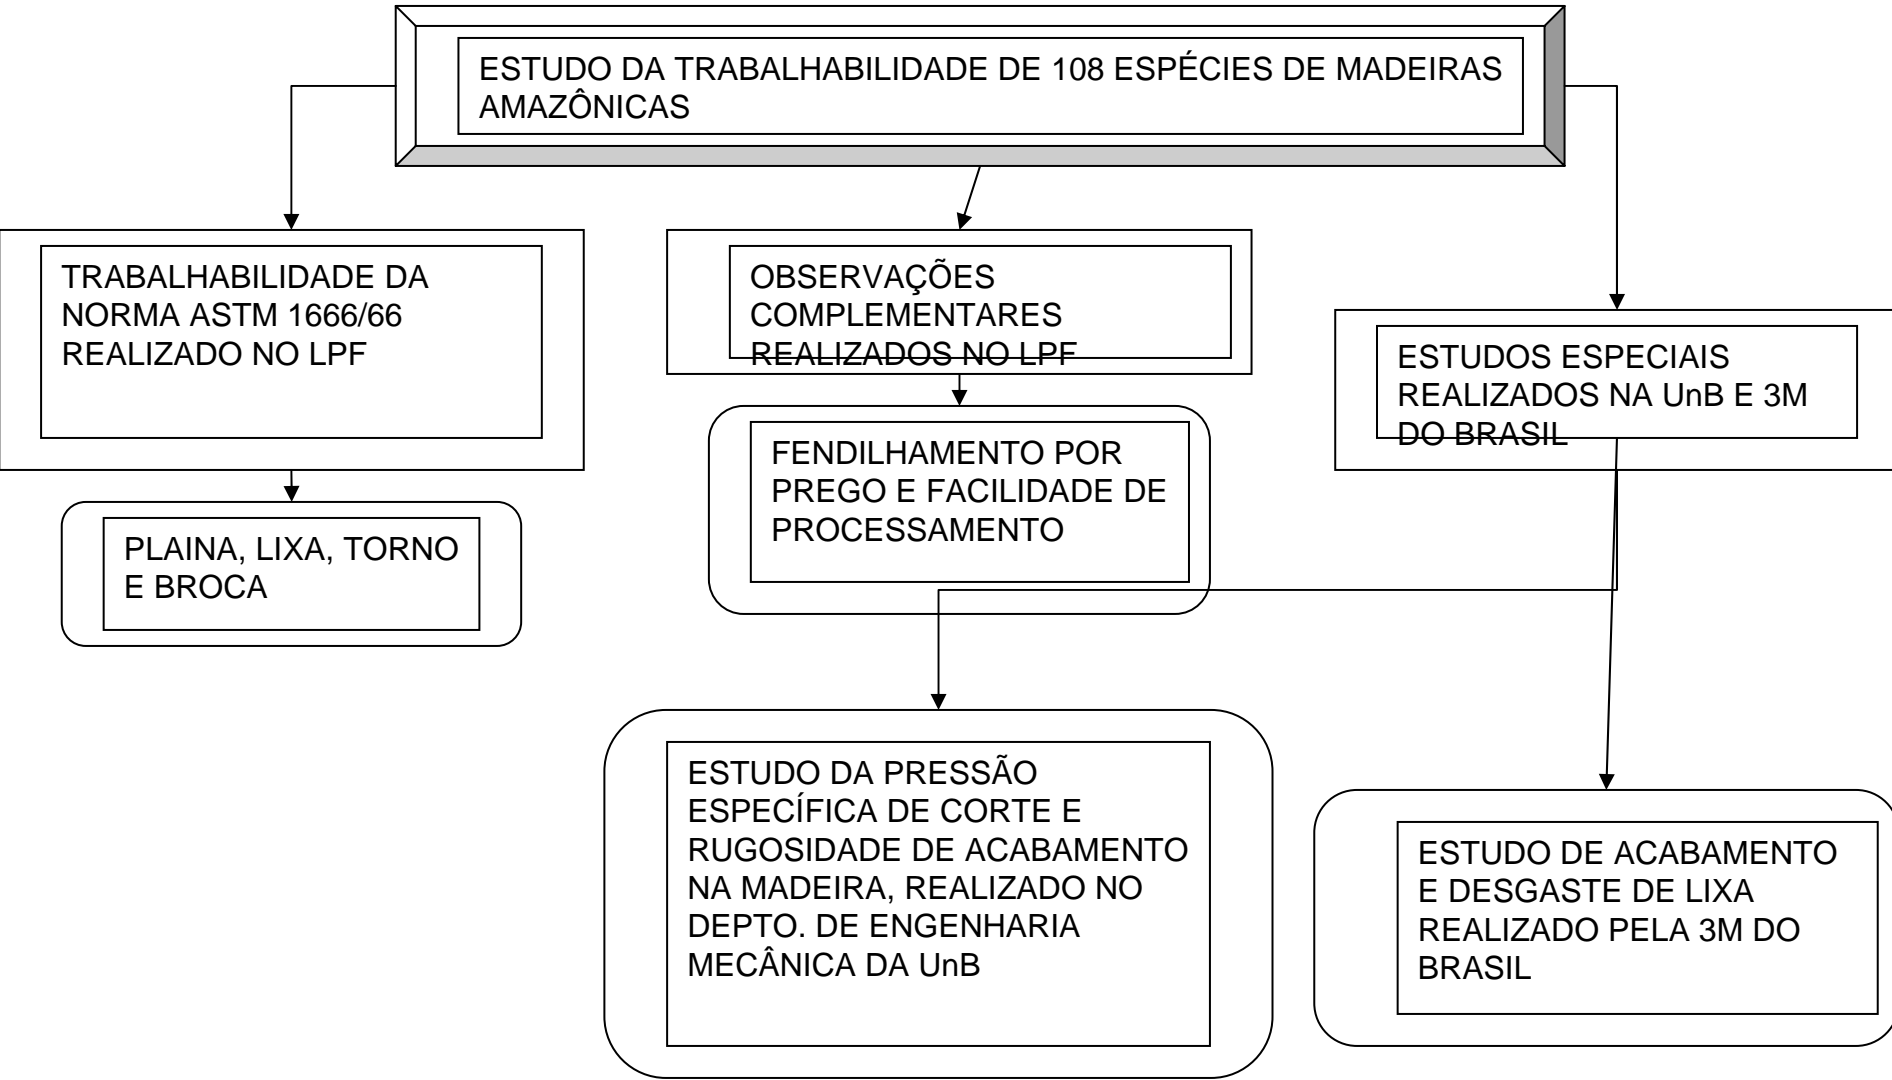 ESTUDO DA TRABALHABILIDADE DE 108 ESPÉCIES DE MADEIRAS
AMAZÔNICAS
TRABALHABILIDADE DA
NORMA ASTM 1666/66
REALIZADO NO LPF
OBSERVAÇÕES
COMPLEMENTARES
REALIZADOS NO LPF
ESTUDOS ESPECIAIS
REALIZADOS NA UnB E 3M
DO BRASIL
PLAINA, LIXA, TORNO
E BROCA
FENDILHAMENTO POR
PREGO E FACILIDADE DE
PROCESSAMENTO
ESTUDO DA PRESSÃO
ESPECÍFICA DE CORTE E
RUGOSIDADE DE ACABAMENTO
NA MADEIRA, REALIZADO NO
DEPTO. DE ENGENHARIA
MECÂNICA DA UnB
ESTUDO DE ACABAMENTO
E DESGASTE DE LIXA
REALIZADO PELA 3M DO
BRASIL